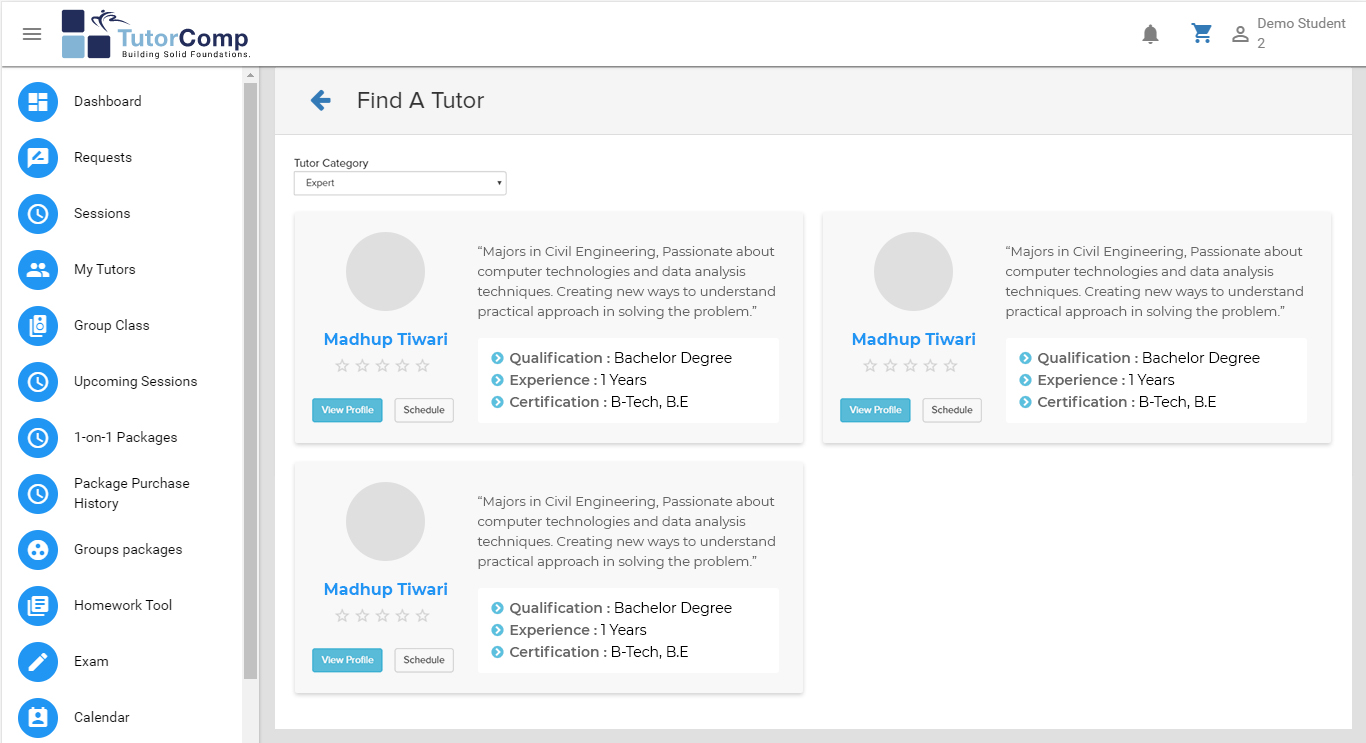 TutorComp
Building Solid Foundations.
Demo Student
2
Dashboard
Requests
Sessions
My Tutors
Group Class
Upcoming Sessions
1-on-1 Packages
Package Purchase
History
Groups packages
Homework Tool
Exam
Calendar
Find A Tutor
Tutor Category
Expert
“Majors in Civil Engineering, Passionate about
computer technologies and data analysis
techniques. Creating new ways to understand
practical approach in solving the problem.”
Madhup Tiwari
Qualification : Bachelor Degree
Experience : 1 Years
Certification : B-Tech, B.E
View Profile
Schedule
“Majors in Civil Engineering, Passionate about
computer technologies and data analysis
techniques. Creating new ways to understand
practical approach in solving the problem.”
Madhup Tiwari
Qualification : Bachelor Degree
Experience : 1 Years
Certification : B-Tech, B.E
View Profile
Schedule
“Majors in Civil Engineering, Passionate about
computer technologies and data analysis
techniques. Creating new ways to understand
practical approach in solving the problem.”
Madhup Tiwari
Qualification : Bachelor Degree
Experience : 1 Years
Certification : B-Tech, B.E
View Profile
Schedule